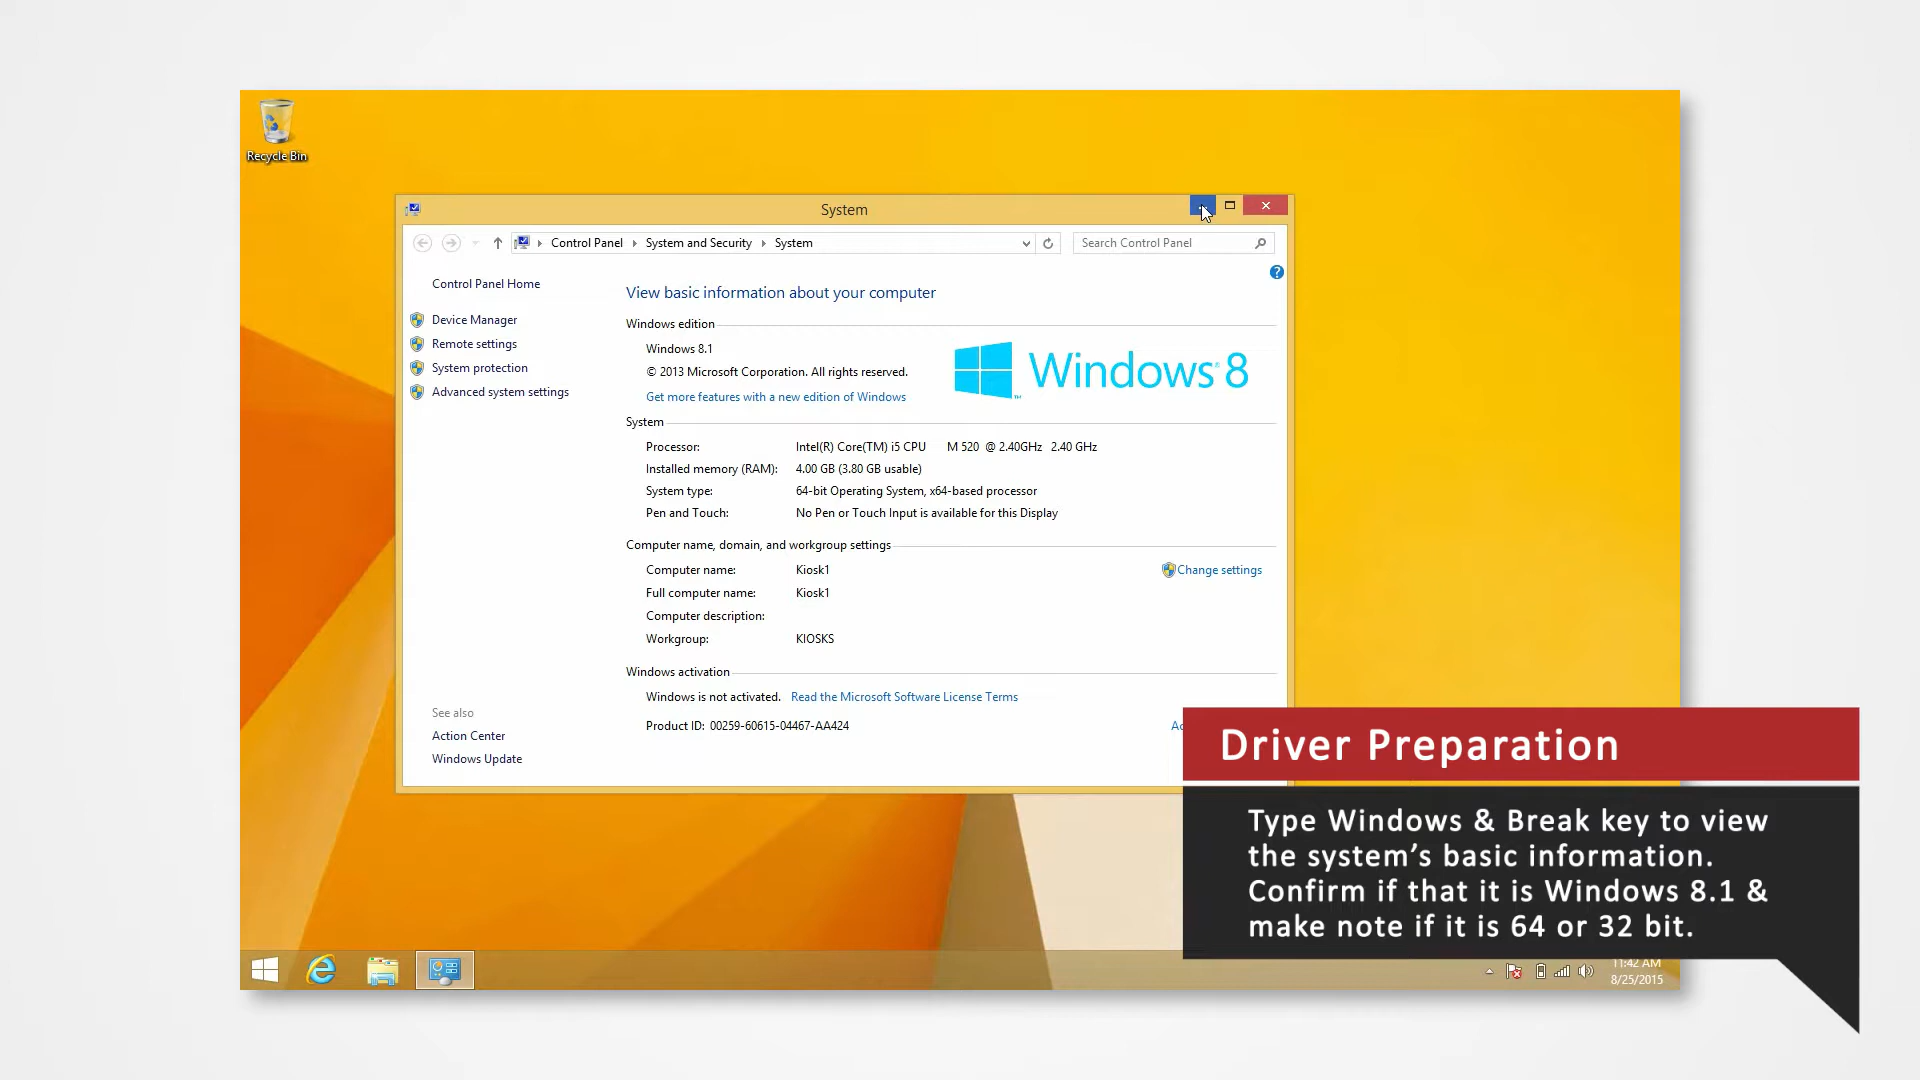 Recycle Bin
System
Control Panel System and Security System
Search Control Panel
?
Control Panel Home
Device Manager
Remote settings
System protection
Advanced system settings
See also
Action Center
Windows Update
View basic information about your computer
Windows edition
Windows 8.1
© 2013 Microsoft Corporation. All rights reserved.
Get more features with a new edition of Windows
Windows 8
System
Processor: Intel(R) Core(TM) i5 CPU M 520 @ 2.40GHz 2.40 GHz
Installed memory (RAM): 4.00 GB (3.80 GB usable)
System type: 64-bit Operating System, x64-based processor
Pen and Touch: No Pen or Touch Input is available for this Display
Computer name, domain, and workgroup settings
Computer name: Kiosk1
Change settings
Full computer name: Kiosk1
Computer description:
Workgroup: KIOSKS
Windows activation
Windows is not activated. Read the Microsoft Software License Terms
Product ID: 00259-60615-04467-AA424
Driver Preparation
Type Windows & Break key to view
the system’s basic information.
Confirm if that it is Windows 8.1 &
make note if it is 64 or 32 bit.
11:42 AM
8/25/2015